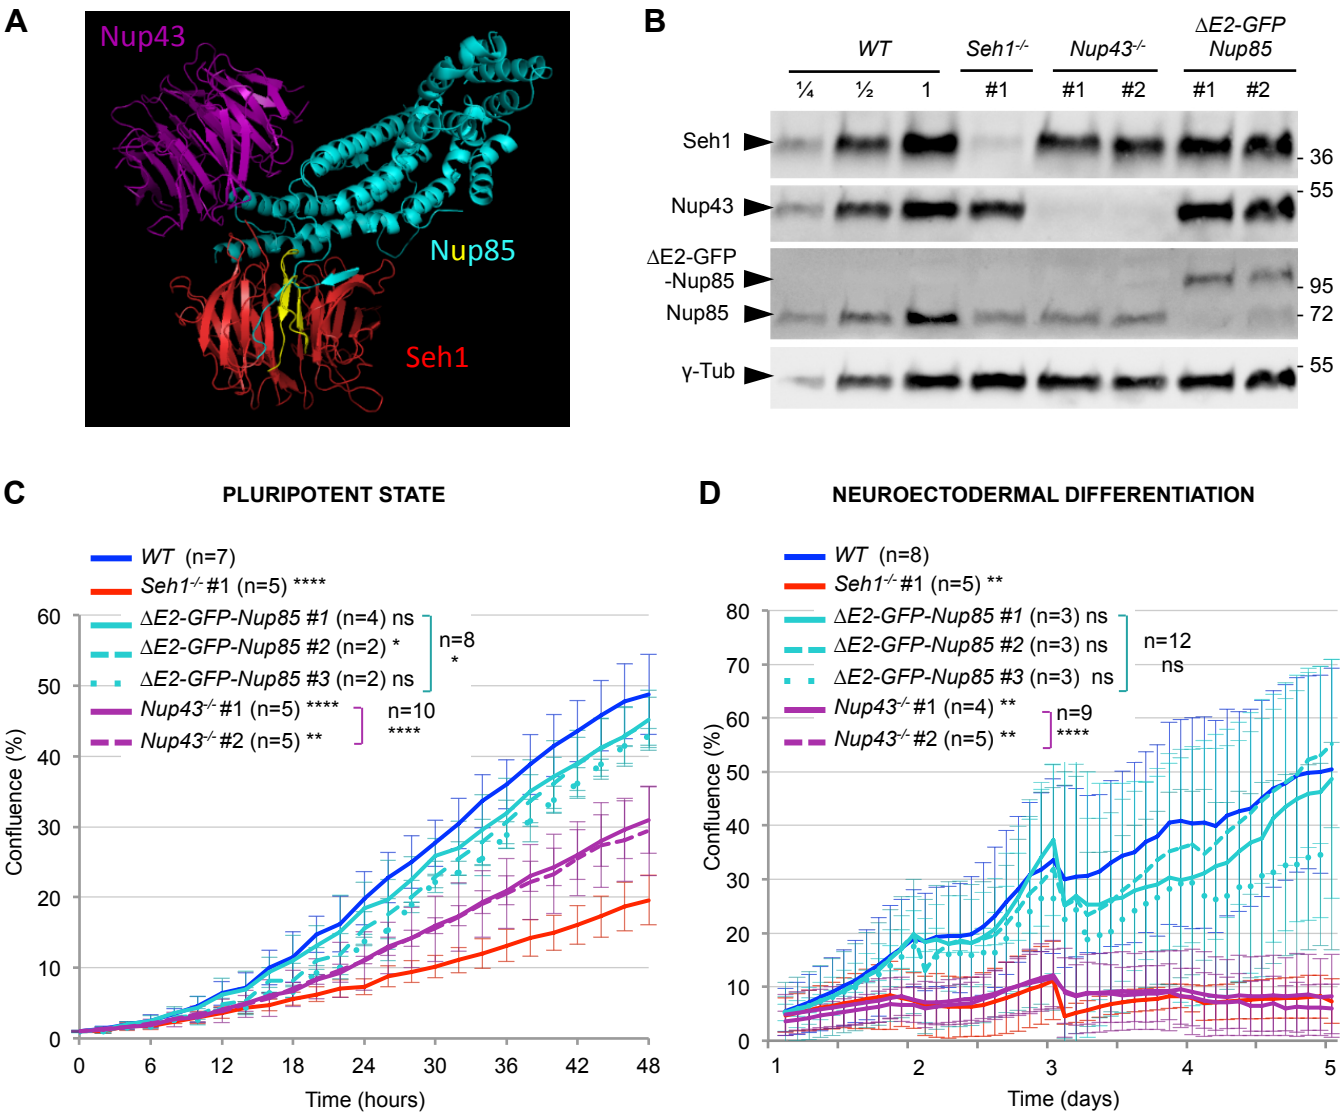 A
Nup43
Nup85
Seh1
B
WT Seh1-/- Nup43-/- ΔE2-GFP
Nup85
¼ ½ 1 #1 #1 #2 #1 #2
Seh1
36
55
Nup43
ΔE2-GFP
-Nup85
95
Nup85
72
55
γ-Tub
C
PLURIPOTENT STATE
WT (n=7)
Seh1-/- #1 (n=5) ****
ΔE2-GFP-Nup85 #1 (n=4) ns
ΔE2-GFP-Nup85 #2 (n=2) *
ΔE2-GFP-Nup85 #3 (n=2) ns
n=8
*
Nup43-/- #1 (n=5) ****
Nup43-/- #2 (n=5) **
n=10
****
Confluence (%)
60
50
40
30
20
10
0
0 6 12 18 24 30 36 42 48
Time (hours)
D
NEUROECTODERMAL DIFFERENTIATION
WT (n=8)
Seh1-/- #1 (n=5) **
ΔE2-GFP-Nup85 #1 (n=3) ns
ΔE2-GFP-Nup85 #2 (n=3) ns
ΔE2-GFP-Nup85 #3 (n=3) ns
n=12
ns
Nup43-/- #1 (n=4) **
Nup43-/- #2 (n=5) **
n=9
****
Confluence (%)
80
70
60
50
40
30
20
10
0
1 2 3 4 5
Time (days)